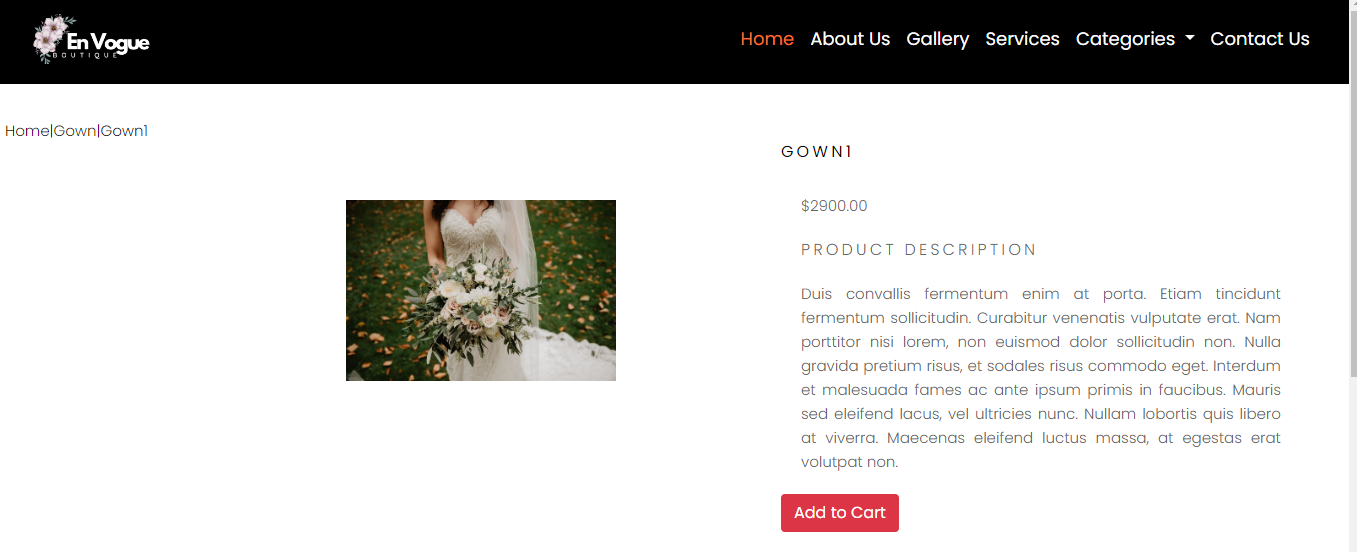 En Vogue
BOUTIQUE
Home About Us Gallery Services Categories Contact Us
Home|Gown|Gown1
GOWN1
$2900.00
PRODUCT DESCRIPTION
Duis convallis fermentum enim at porta. Etiam tincidunt
fermentum sollicitudin. Curabitur venenatis vulputate erat. Nam
porttitor nisi lorem, non euismod dolor sollicitudin non. Nulla
gravida pretium risus, et sodales risus commodo eget. Interdum
et malesuada fames ac ante ipsum primis in faucibus. Mauris
sed eleifend lacus, vel ultricies nunc. Nullam lobortis quis libero
at viverra. Maecenas eleifend luctus massa, at egestas erat
volutpat non.
Add to Cart